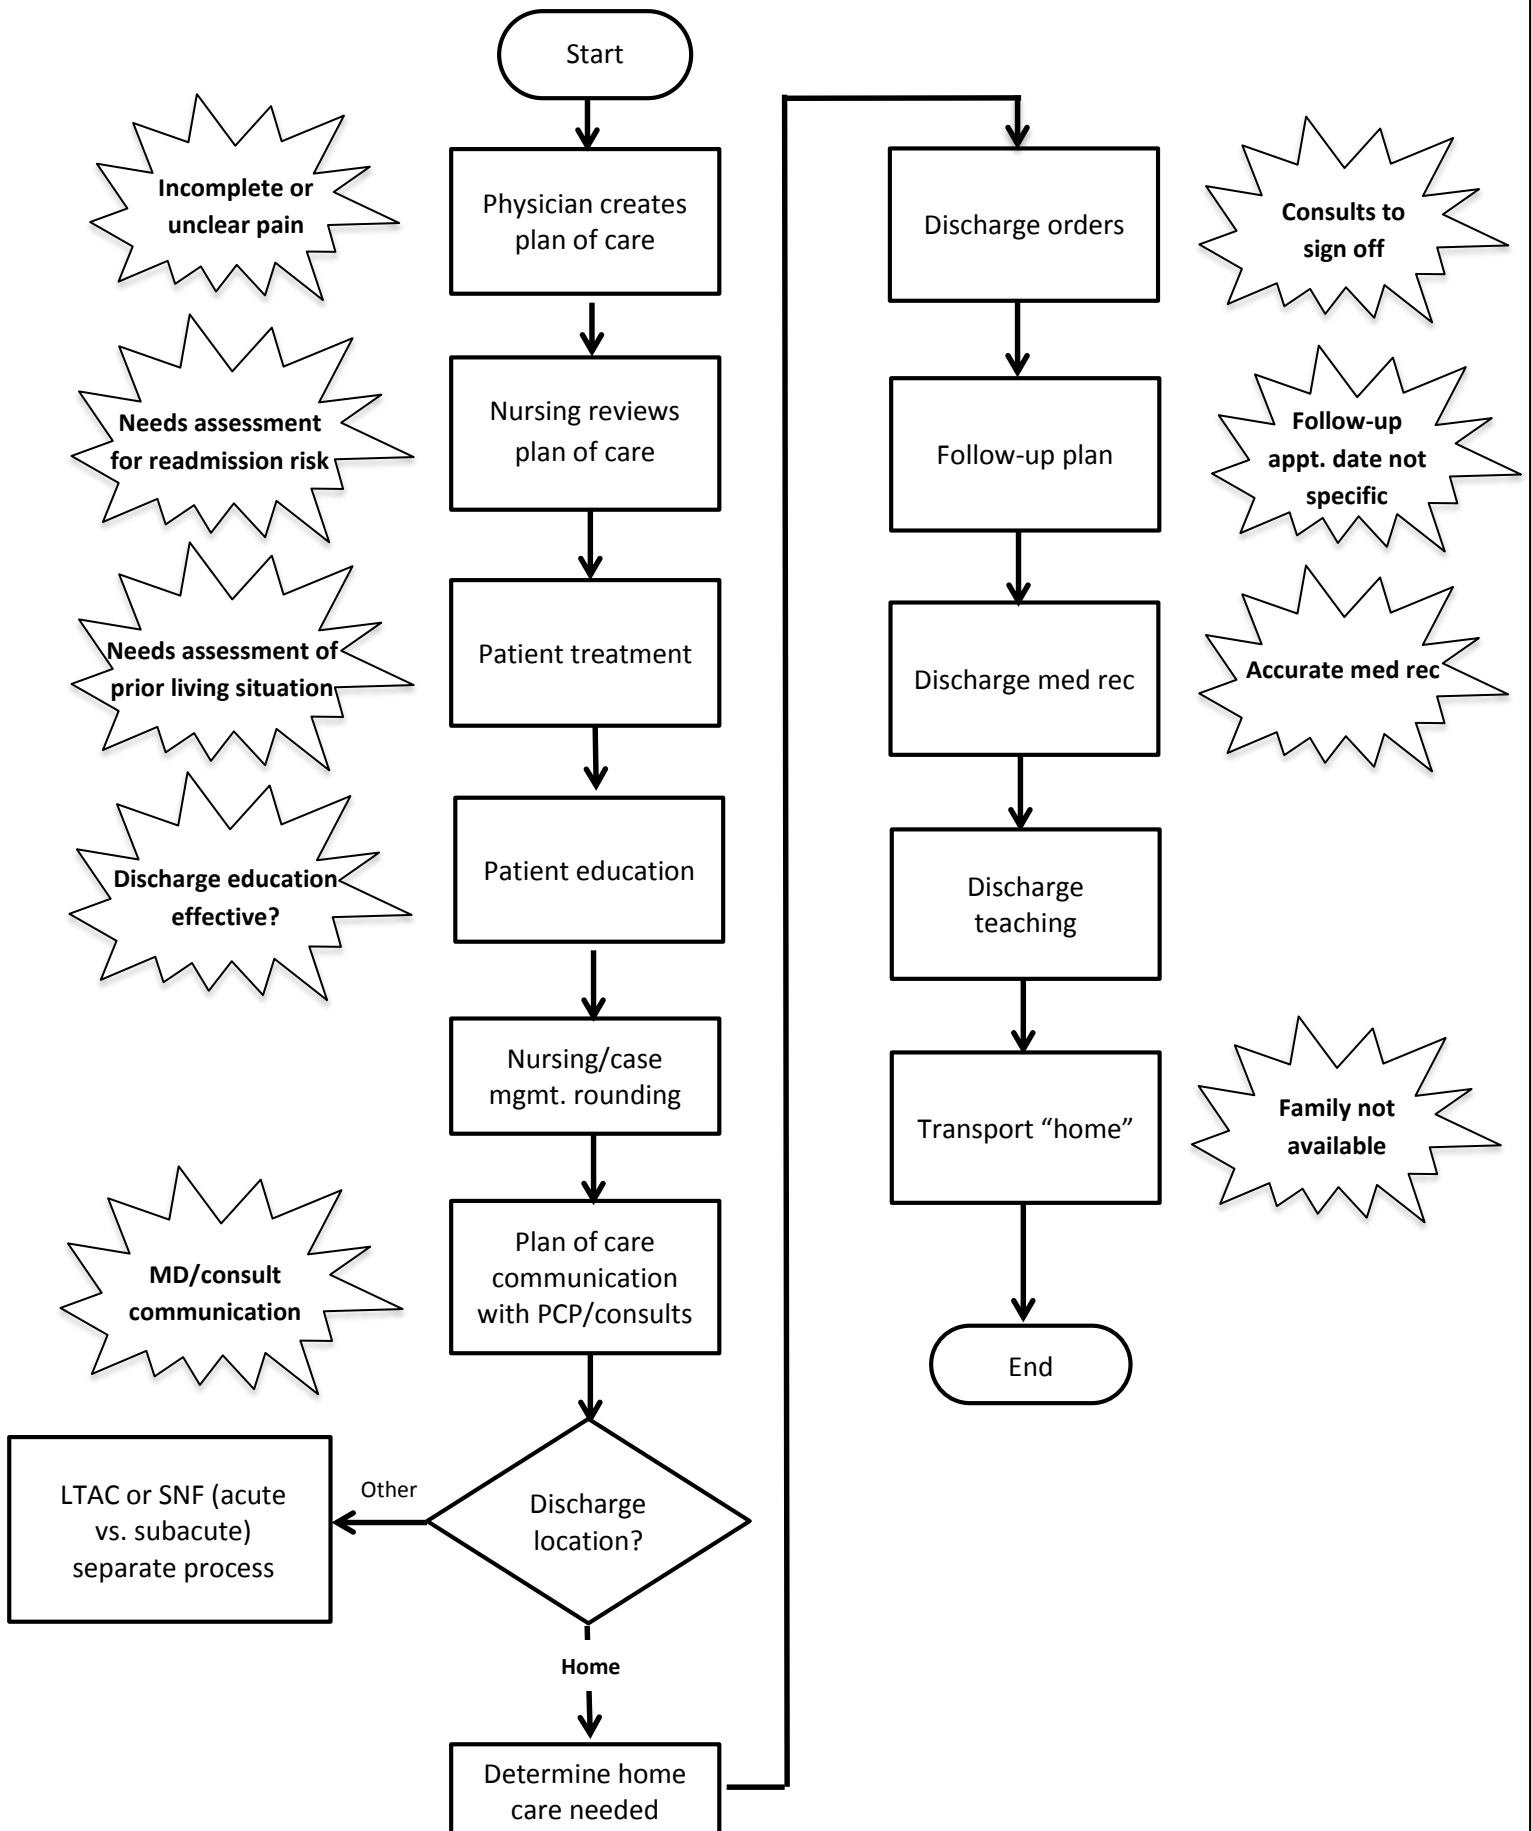 Start
Incomplete or
unclear pain
Physician creates
plan of care
Needs assessment
for readmission risk
Nursing reviews
plan of care
Needs assessment of
prior living situation
Patient treatment
Discharge education
effective?
Patient education
Nursing/case
mgmt. rounding
MD/consult
communication
Plan of care
communication
with PCP/consults
LTAC or SNF (acute
vs. subacute)
separate process
Other
Discharge
location?
Home
Determine home
care needed
Discharge orders
Consults to
sign off
Follow-up plan
Follow-up
appt. date not
specific
Discharge med rec
Accurate med rec
Discharge
teaching
Transport “home”
Family not
available
End